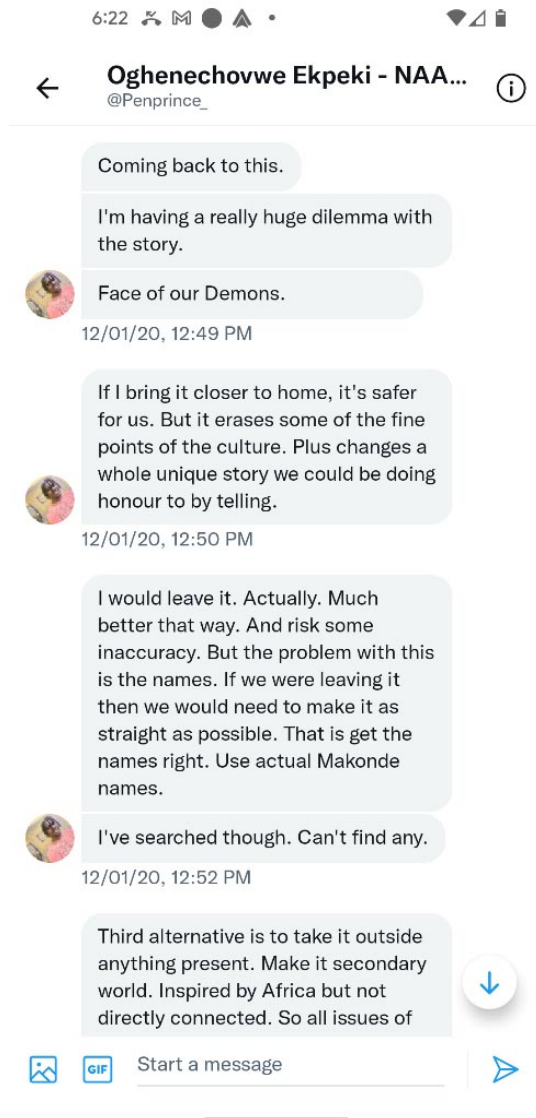 6:22
Oghenechovwe Ekpeki - NAA...
@Penprince_
Coming back to this.
I'm having a really huge dilemma with
the story.
Face of our Demons.
12/01/20, 12:49 PM
If I bring it closer to home, it's safer
for us. But it erases some of the fine
points of the culture. Plus changes a
whole unique story we could be doing
honour to by telling.
12/01/20, 12:50 PM
I would leave it. Actually. Much
better that way. And risk some
inaccuracy. But the problem with this
is the names. If we were leaving it
then we would need to make it as
straight as possible. That is get the
names right. Use actual Makonde
names.
I've searched though. Can't find any.
12/01/20, 12:52 PM
Third alternative is to take it outside
anything present. Make it secondary
world. Inspired by Africa but not
directly connected. So all issues of
GIF
Start a message